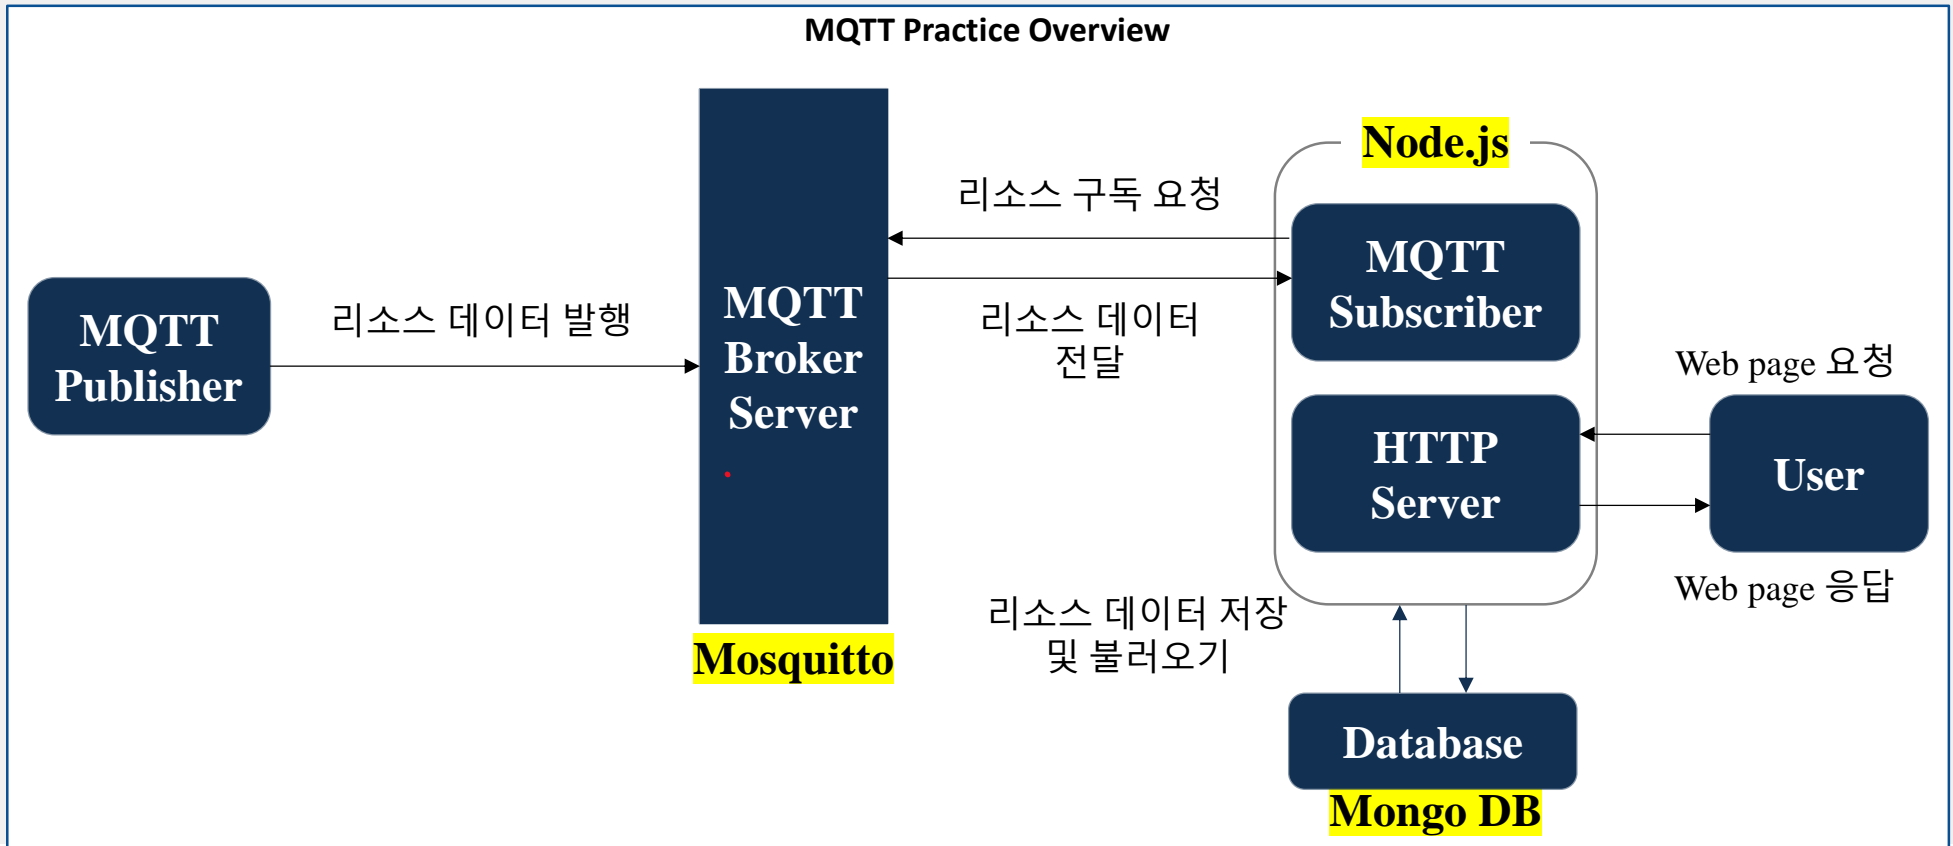 MQTT Practice Overview
MQTT
Publisher
리소스 데이터 발행
MQTT
Broker
Server
Mosquitto
리소스 구독 요청
리소스 데이터
전달
Node.js
MQTT
Subscriber
HTTP
Server
Web page 요청
User
Web page 응답
리소스 데이터 저장
및 불러오기
Database
Mongo DB